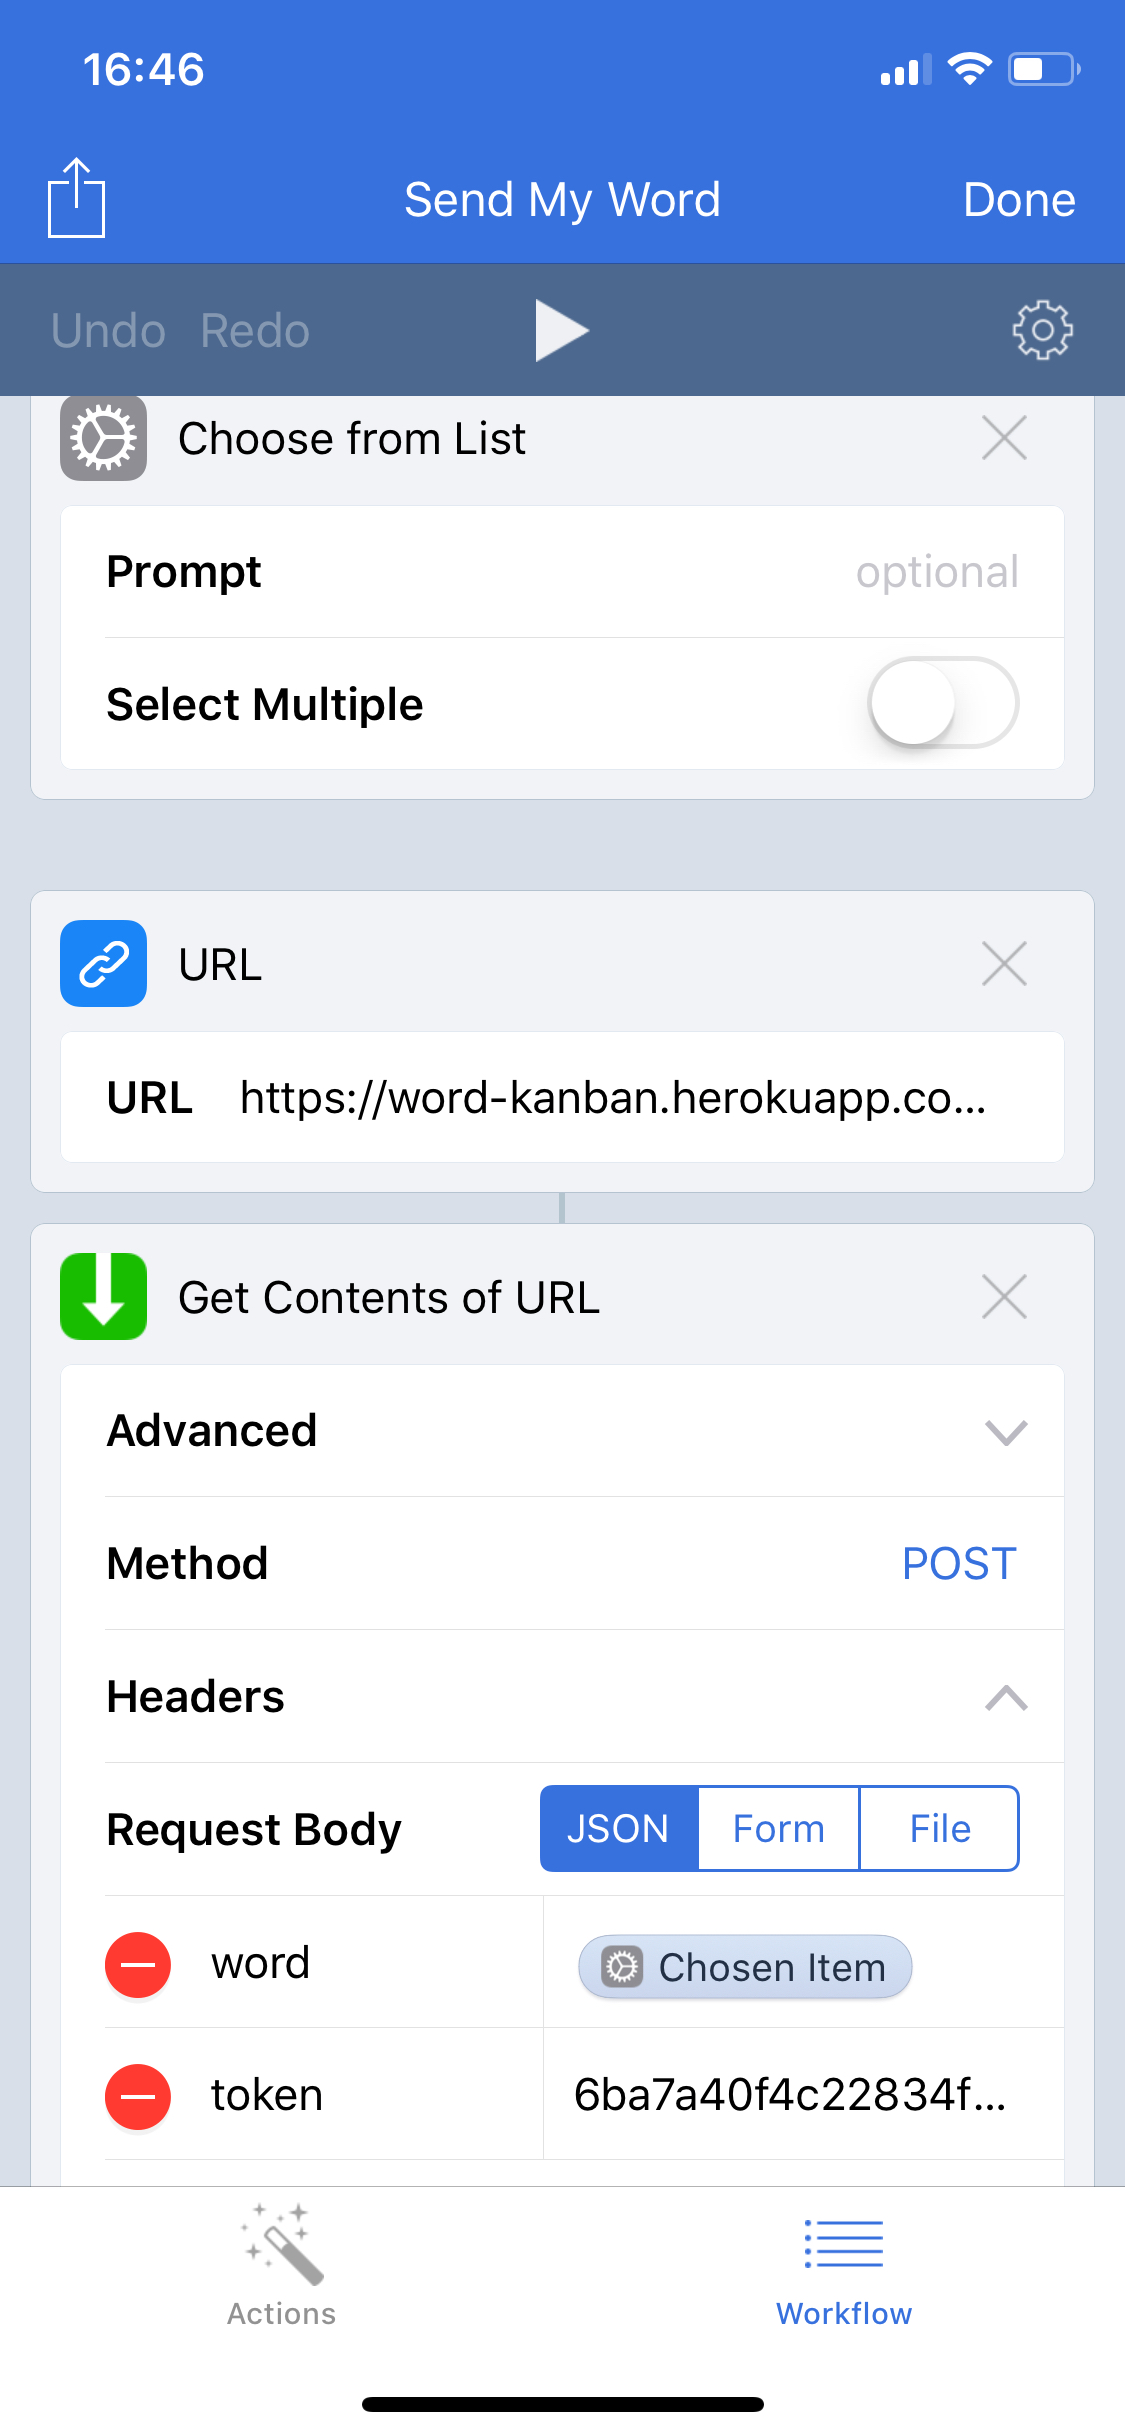 16:46
Send My Word
Done
Undo Redo
Choose from List
Prompt optional
Select Multiple
URL
URL https://word-kanban.herokuapp.co...
Get Contents of URL
Advanced
Method POST
Headers
Request Body JSON Form File
word Chosen Item
token 6ba7a40f4c22834f...
Actions Workflow